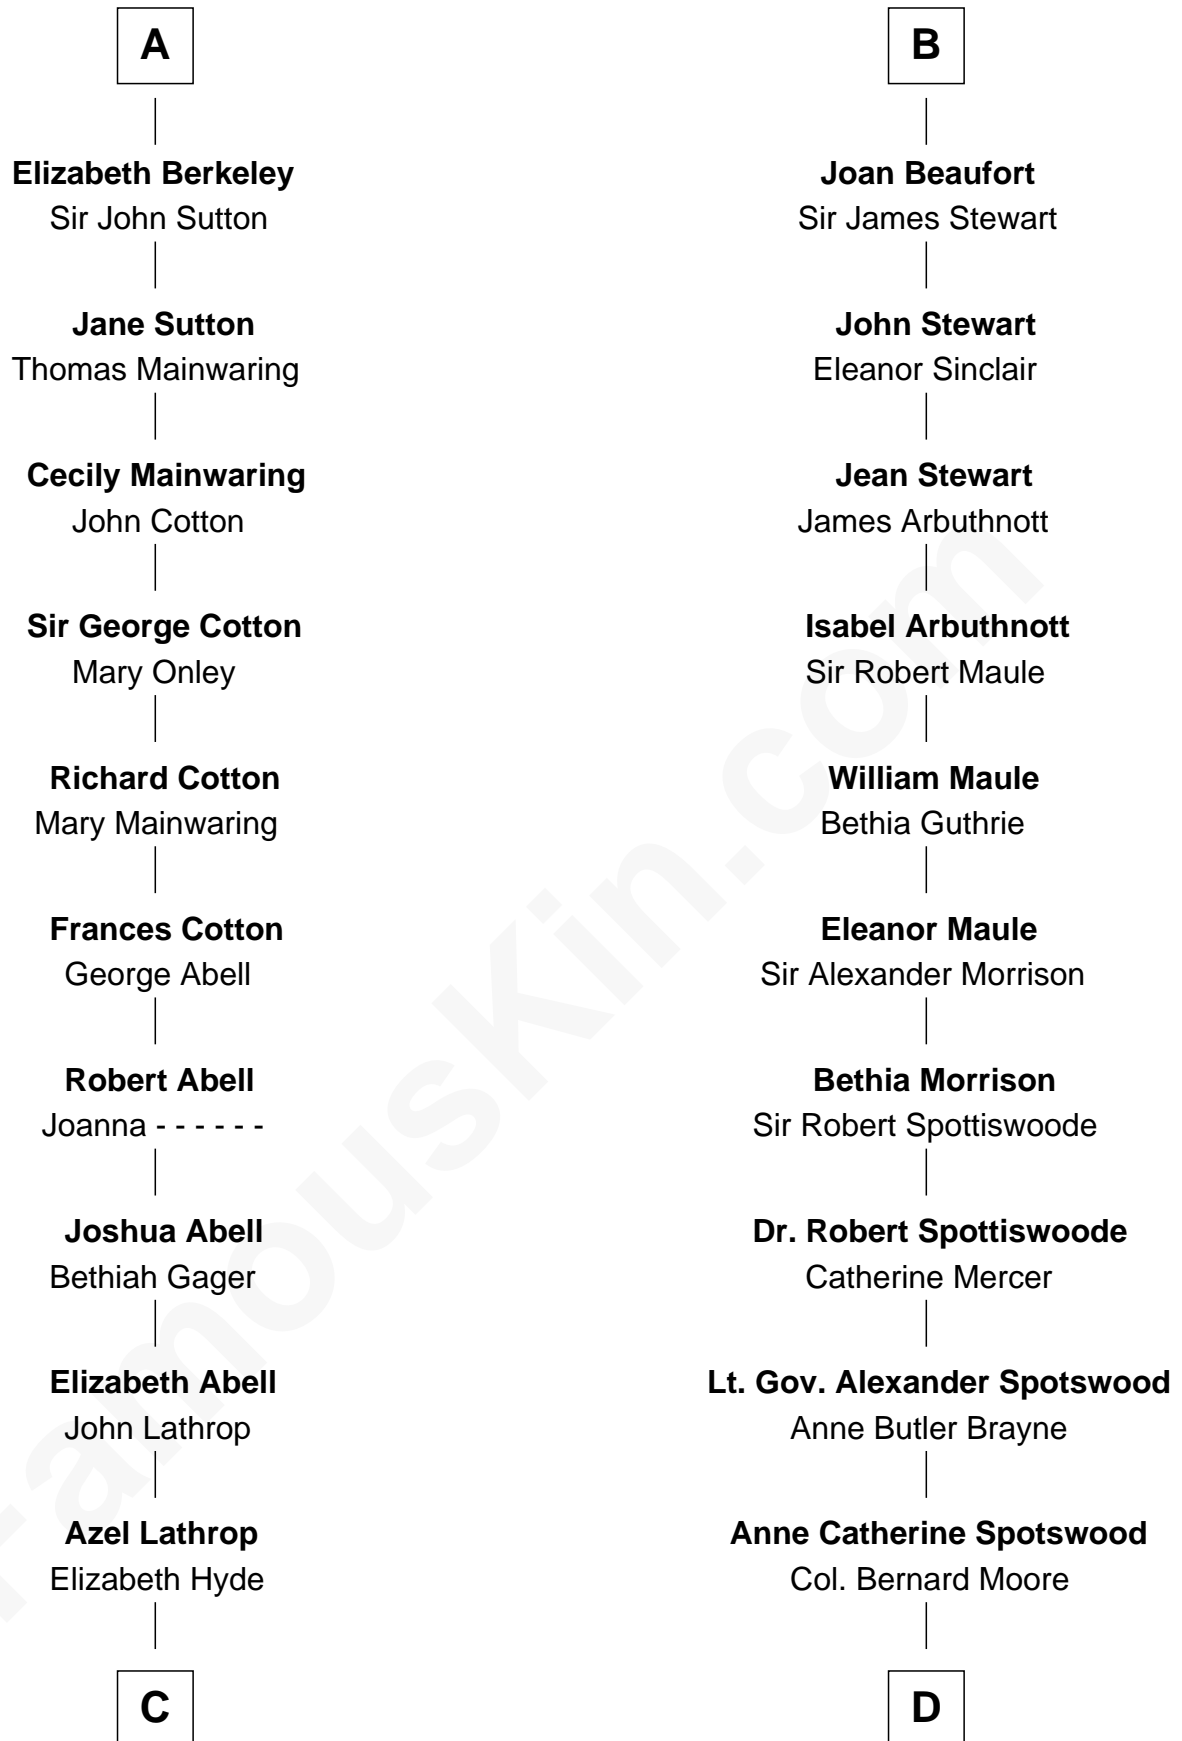 A
Elizabeth Berkeley
Sir John Sutton
Jane Sutton
Thomas Mainwaring
Cecily Mainwaring
John Cotton
Sir George Cotton
Mary Onley
Richard Cotton
Mary Mainwaring
Frances Cotton
George Abell
Robert Abell
Joanna - - - - - -
Joshua Abell
Bethiah Gager
Elizabeth Abell
John Lathrop
Azel Lathrop
Elizabeth Hyde
C
B
Joan Beaufort
Sir James Stewart
John Stewart
Eleanor Sinclair
Jean Stewart
James Arbuthnott
Isabel Arbuthnott
Sir Robert Maule
William Maule
Bethia Guthrie
Eleanor Maule
Sir Alexander Morrison
Bethia Morrison
Sir Robert Spottiswoode
Dr. Robert Spottiswoode
Catherine Mercer
Lt. Gov. Alexander Spotswood
Anne Butler Brayne
Anne Catherine Spotswood
Col. Bernard Moore
D
FamousKin.com